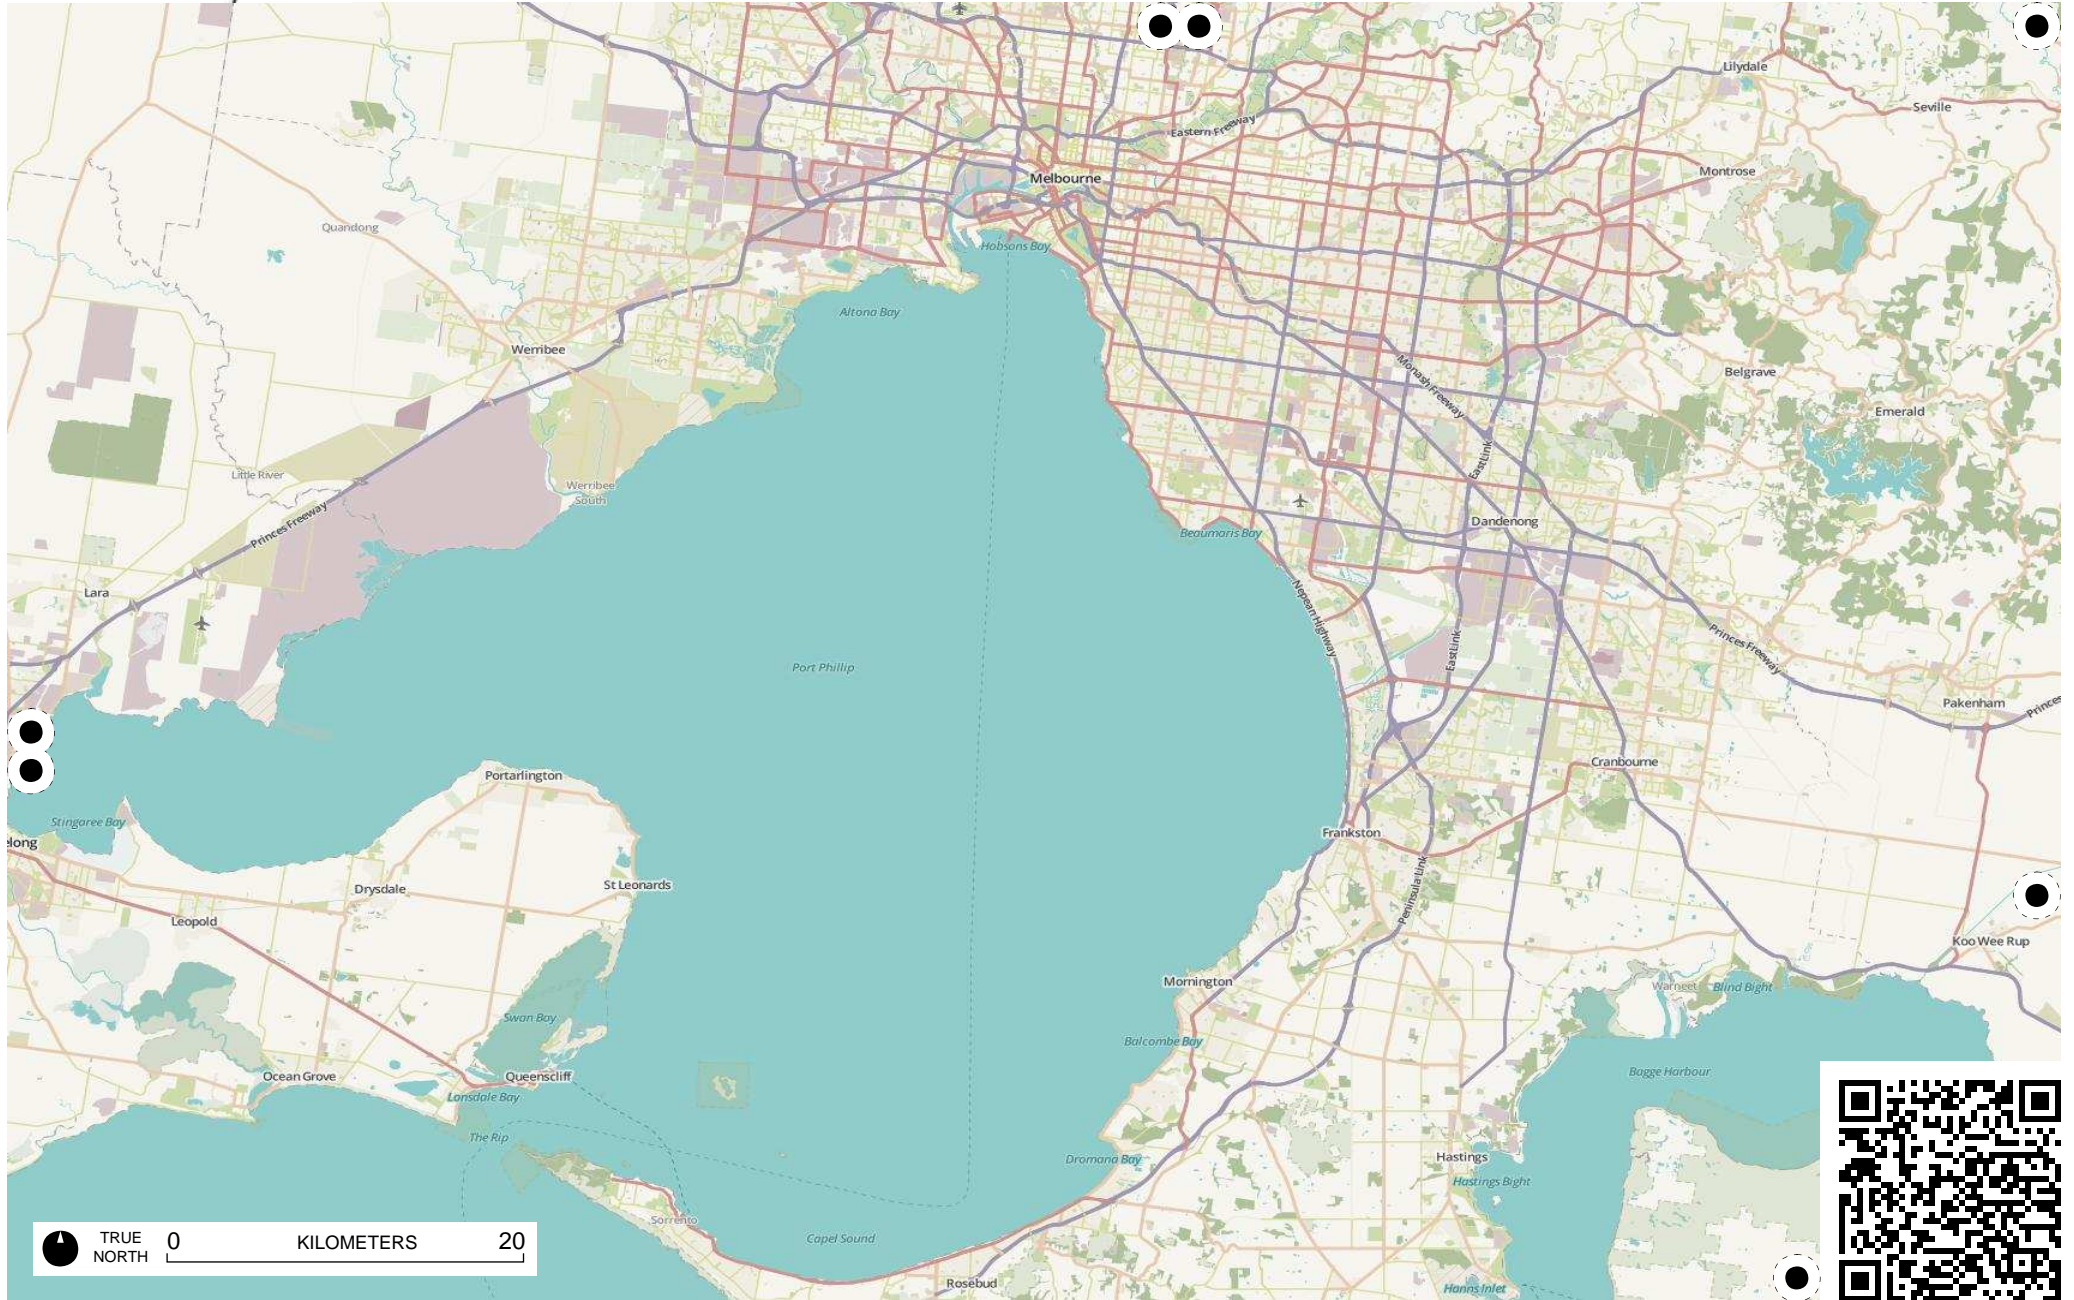 Lilydale
Seville
Eastern Freeway
Montrose
Melbourne
Quandong
Hobsons Bay
Altona Bay
Werribee
Monash Freeway
Belgrave
Emerald
EastLink
Little River
Werribee
South
Princes Freeway
Dandenong
Beaumaris Bay
Lara
Nepean Highway
EastLink
Princes Freeway
Port Phillip
Pakenham
Princes
Cranbourne
Portarlington
Stingaree Bay
elong
Frankston
Peninsula Link
Drysdale
St Leonards
Leopold
Koo Wee Rup
Mornington
Warneet
Blind Bight
Swan Bay
Balcombe Bay
Bagge Harbour
Ocean Grove
Queenscliff
Lonsdale Bay
The Rip
Dromana Bay
Hastings
Hastings Bight
Sorrento
Capel Sound
Rosebud
Hanns Inlet
TRUE
NORTH
0 KILOMETERS 20